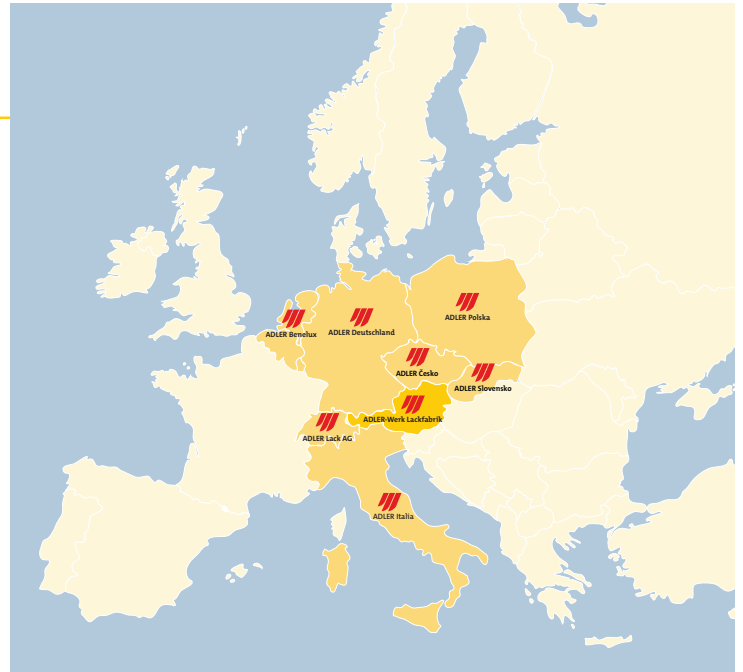 ADLER Polska
ADLER Benelux
ADLER Deutschland
ADLER Česko
ADLER Slovensko
ADLER-Werk Lackfabrik
ADLER Lack AG
ADLER Italia